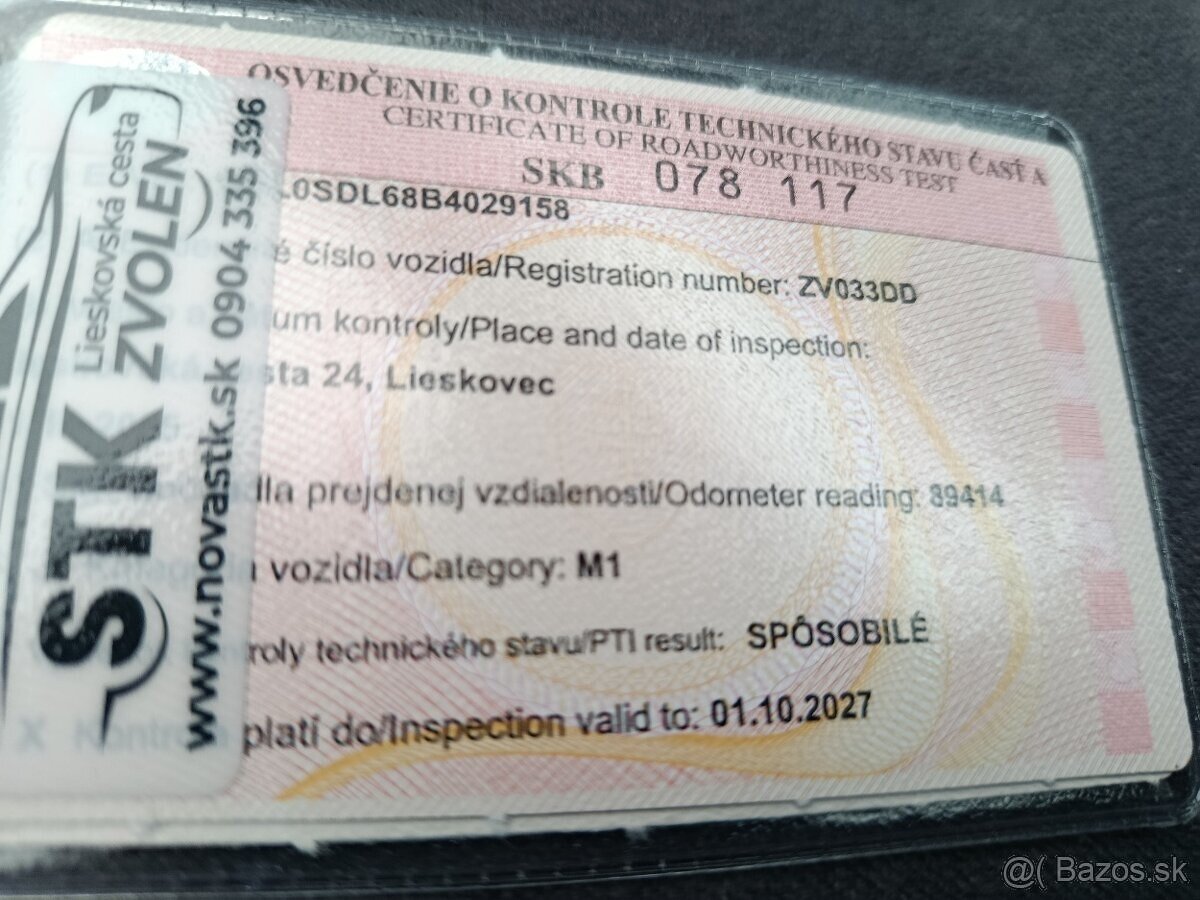 OSVEDČENIE O KONTROLE TECHNICKÉHO STAVU ČASŤ A
CERTIFICATE OF ROADWORTHINESS TEST
SKB 078 117
L0SDL68B4029158
é číslo vozidla/Registration number: ZV033DD
um kontroly/Place and date of inspection:
sta 24, Lieskovec
dla prejdenej vzdialenosti/Odometer reading: 89414
vozidla/Category: M1
roly technického stavu/PTI result: SPÔSOBILÉ
platí do/Inspection valid to: 01.10.2027
STK
Lieskovská cesta
ZVOLEN
www.novastk.sk 0904 335 396
@( Bazos.sk